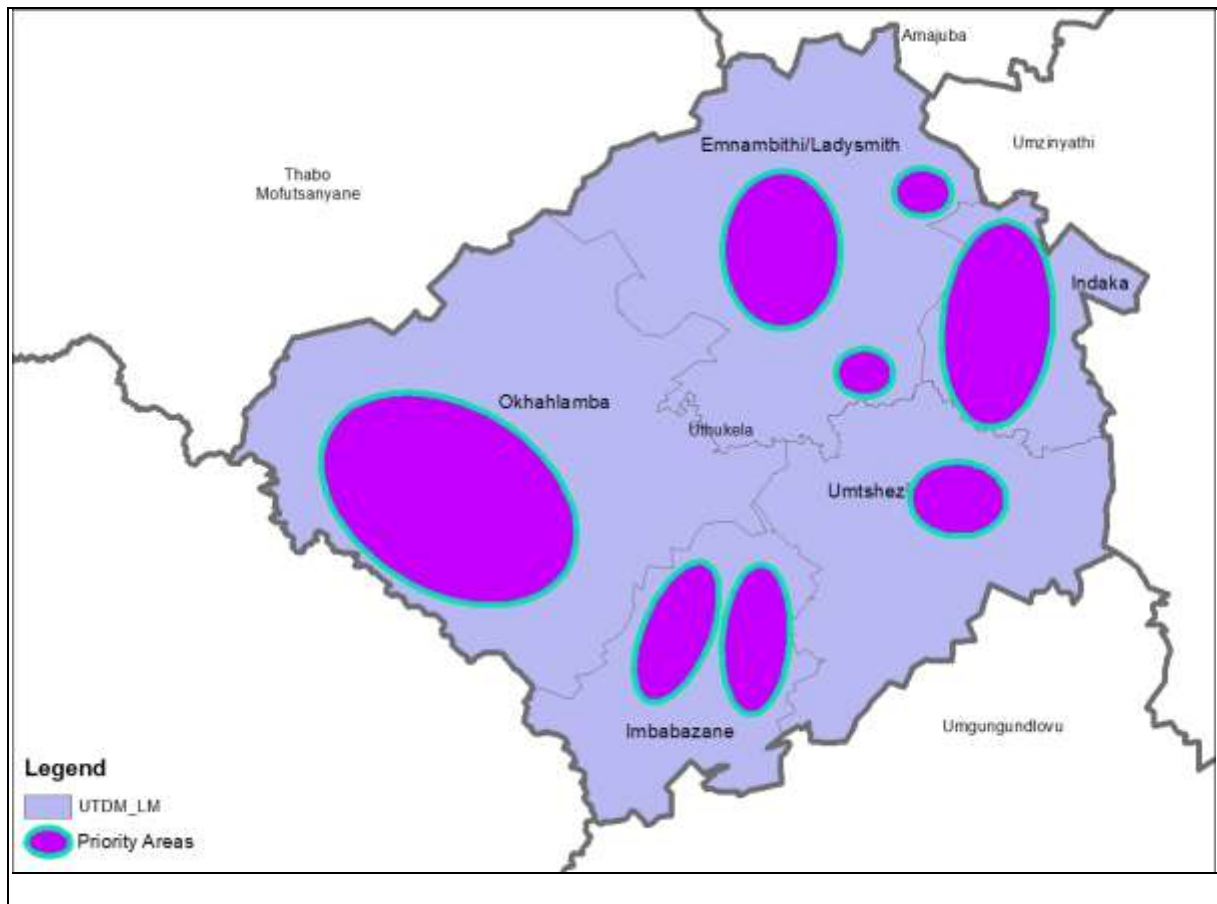 Amajuba
Emnambithi/Ladysmith
Umzinyathi
Thabo
Mofutsanyane
Indaka
Okhahlamba
Uthukela
Umtshezi
Imbabazane
Umgungundlovu
Legend
UTDM_LM
Priority Areas